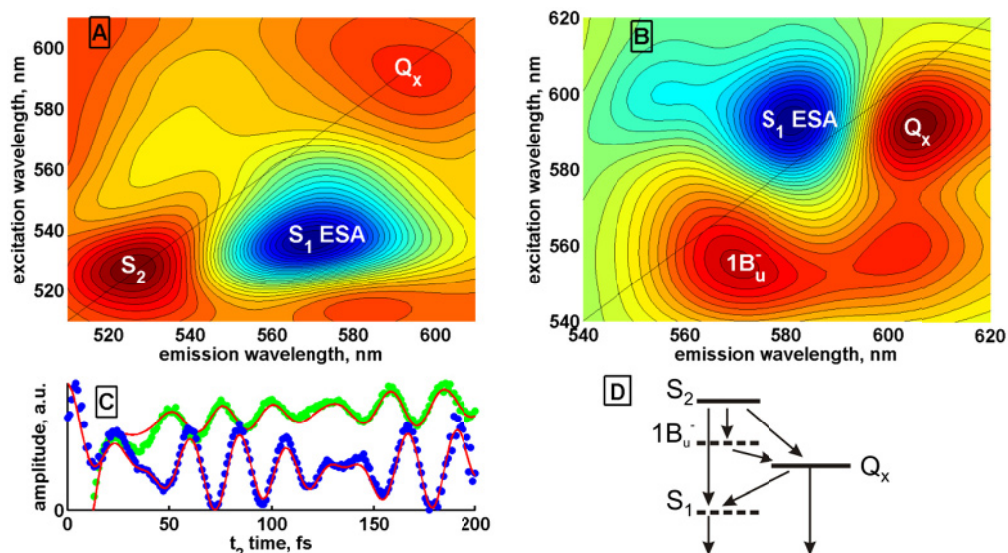 A
B
excitation wavelength, nm
600
580
560
540
520
Qₓ
S₂
S₁ ESA
520 540 560 580 600
emission wavelength, nm
excitation wavelength, nm
620
600
580
560
540
S₁ ESA
Qₓ
1Bᵤ⁻
540 560 580 600 620
emission wavelength, nm
C
amplitude, a.u.
0
0 50 100 150 200
t₂ time, fs
D
S₂
1Bᵤ⁻
Qₓ
S₁